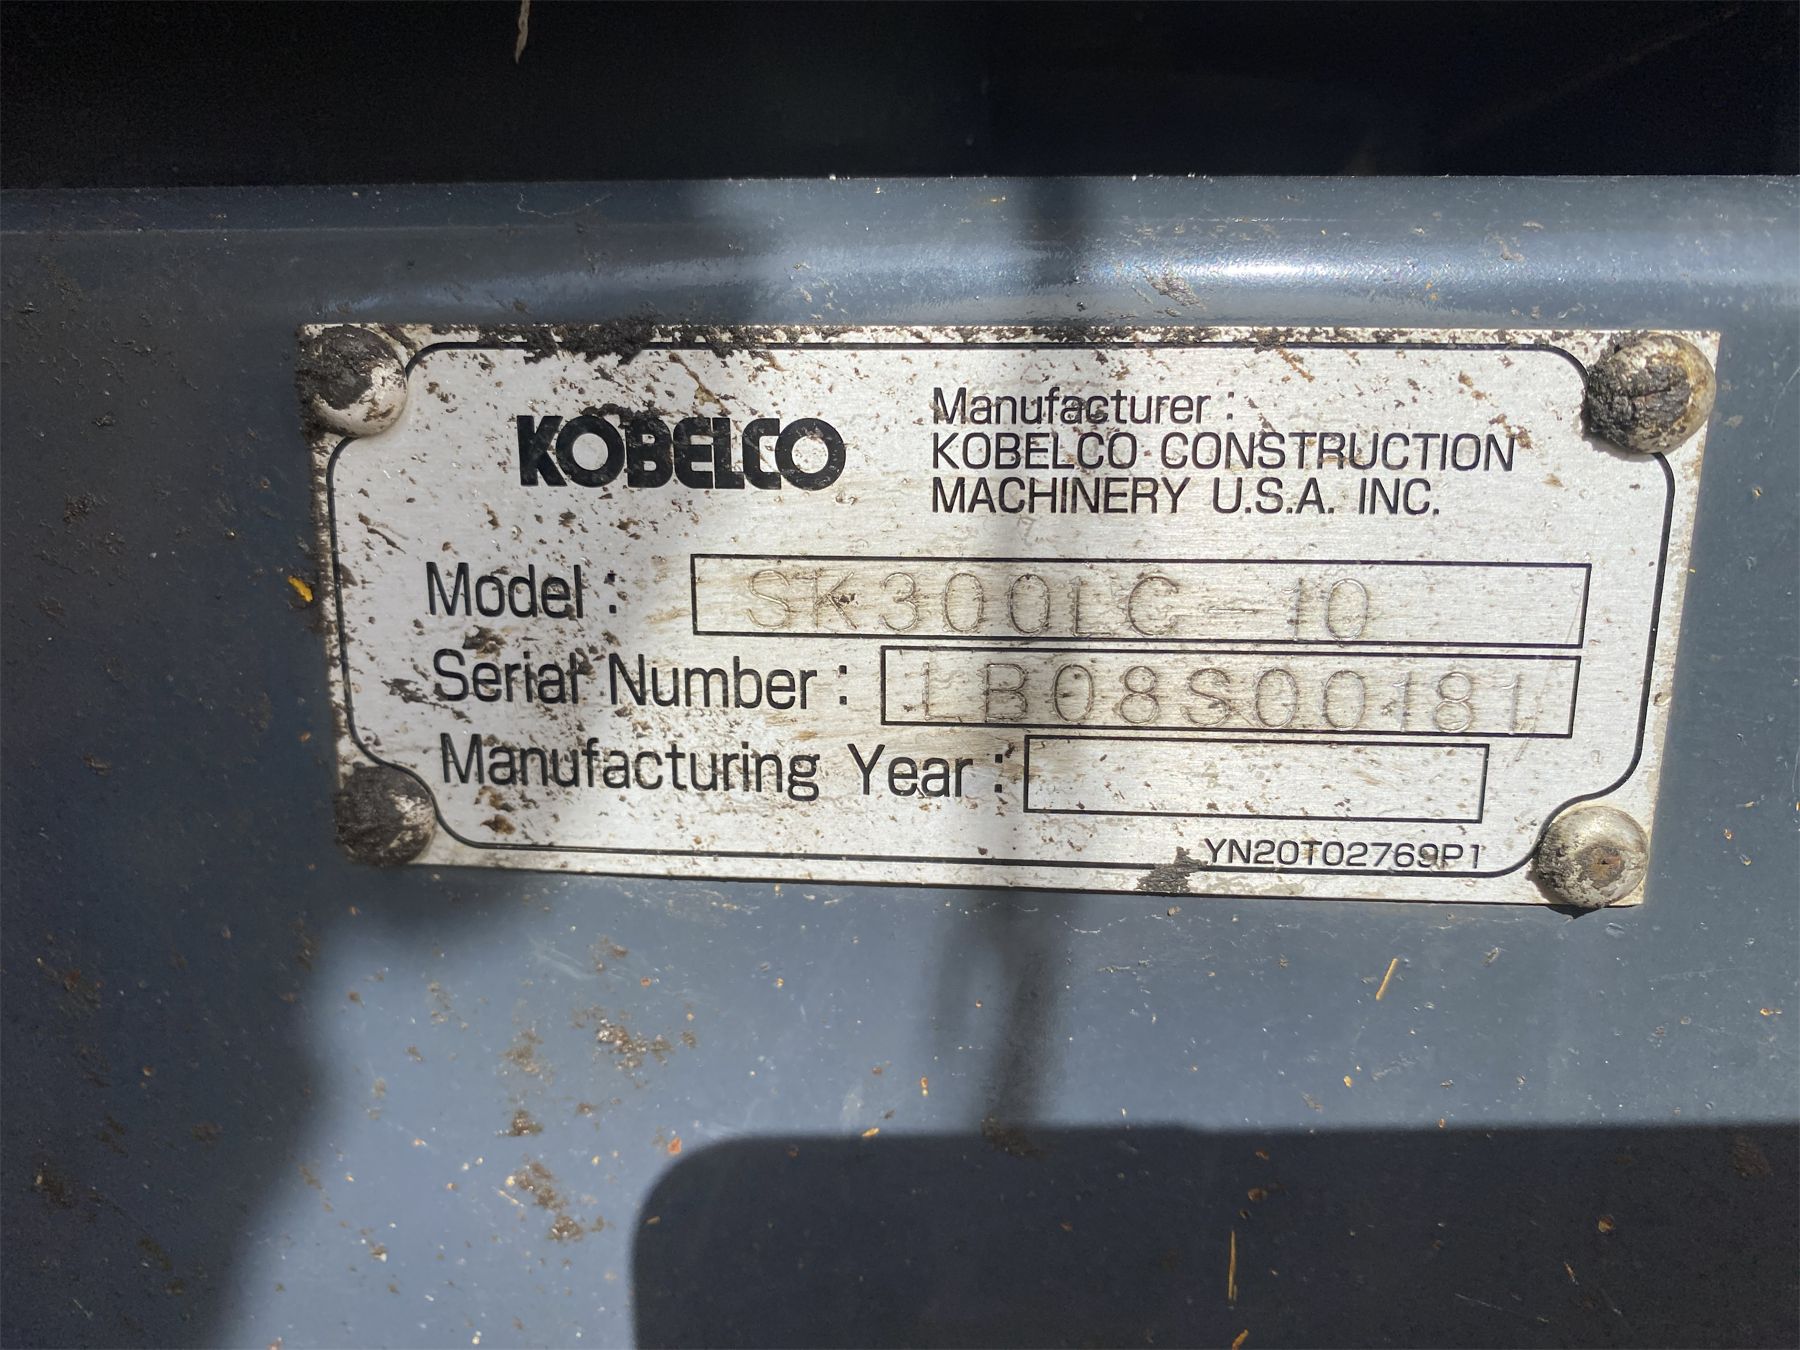 KOBELCO
Manufacturer :
KOBELCO CONSTRUCTION
MACHINERY U.S.A. INC.
Model : SK300LC-10
Serial Number : LB08S00181
Manufacturing Year :
YN20T02769P1